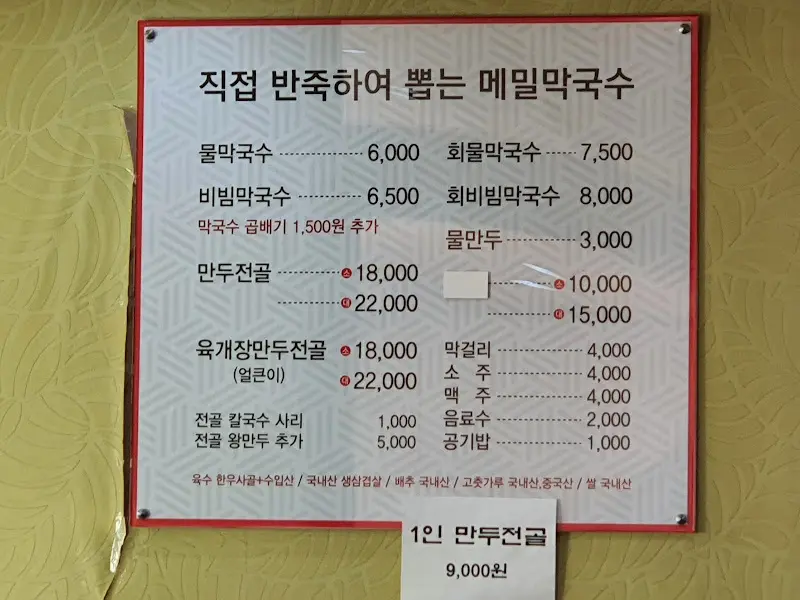 직접 반죽하여 뽑는 메밀막국수
물막국수 6,000
비빔막국수 6,500
막국수 곱배기 1,500원 추가
만두전골 소 18,000
대 22,000
육개장만두전골 소 18,000
(얼큰이) 대 22,000
전골 칼국수 사리 1,000
전골 왕만두 추가 5,000
회물막국수 7,500
회비빔막국수 8,000
물만두 3,000
소 10,000
대 15,000
막걸리 4,000
소 주 4,000
맥 주 4,000
음료수 2,000
공기밥 1,000
육수 한우사골+수입산 / 국내산 생삼겹살 / 배추 국내산 / 고춧가루 국내산,중국산 / 쌀 국내산
1인 만두전골
9,000원